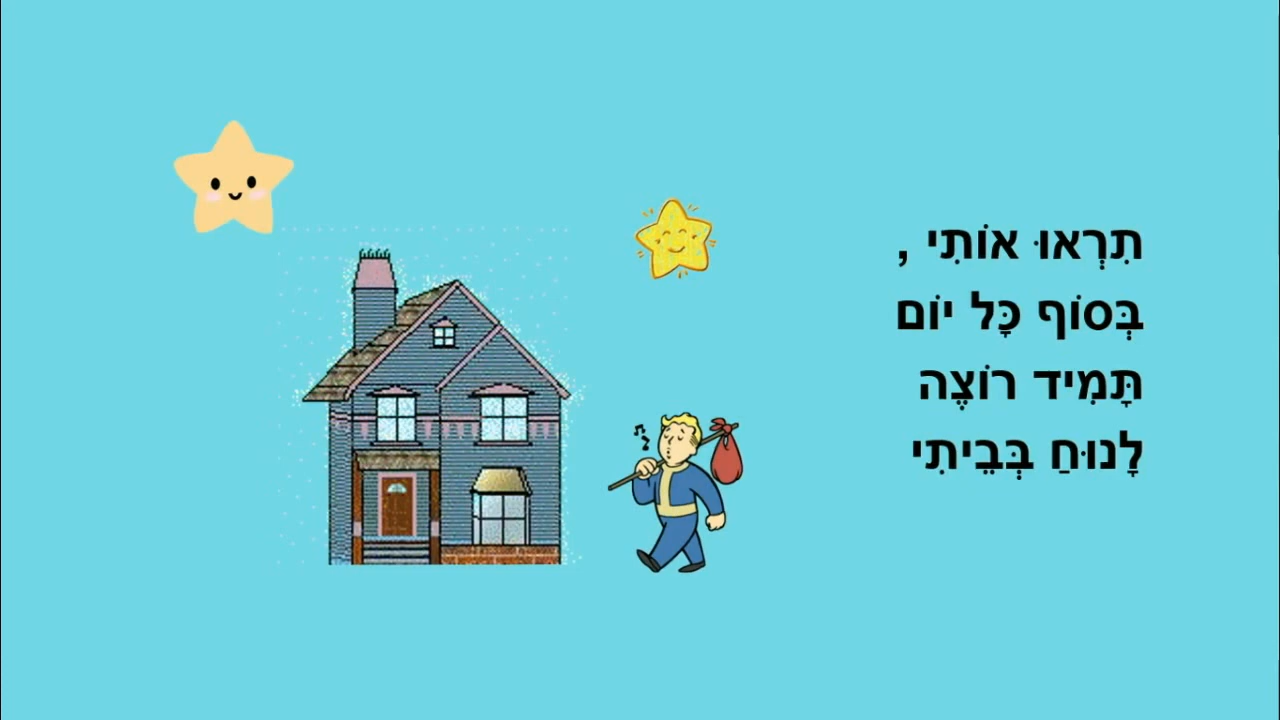 תִרְאוּ אוֹתִי ,
בְּסוֹף כָּל יוֹם
תָּמִיד רוֹצֶה
לָנוּחַ בְּבֵיתִי